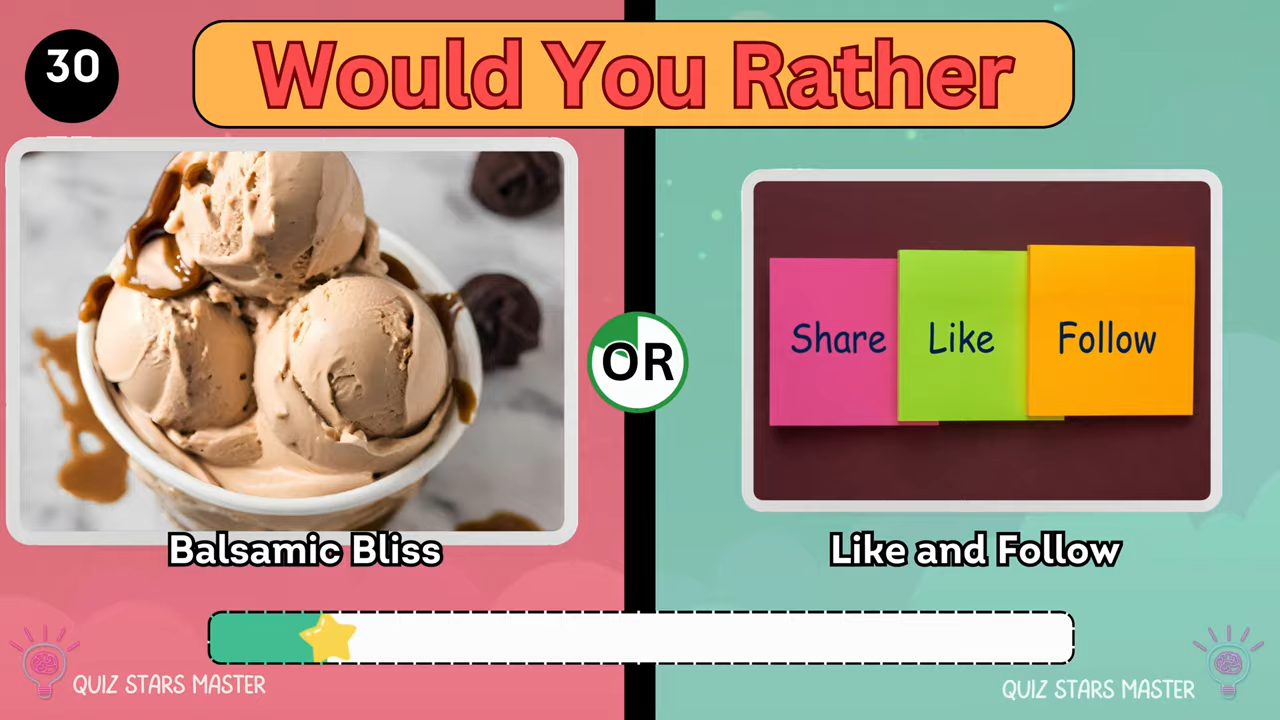 30
Would You Rather
Share
Like
Follow
OR
Balsamic Bliss
Like and Follow
QUIZ STARS MASTER
QUIZ STARS MASTER